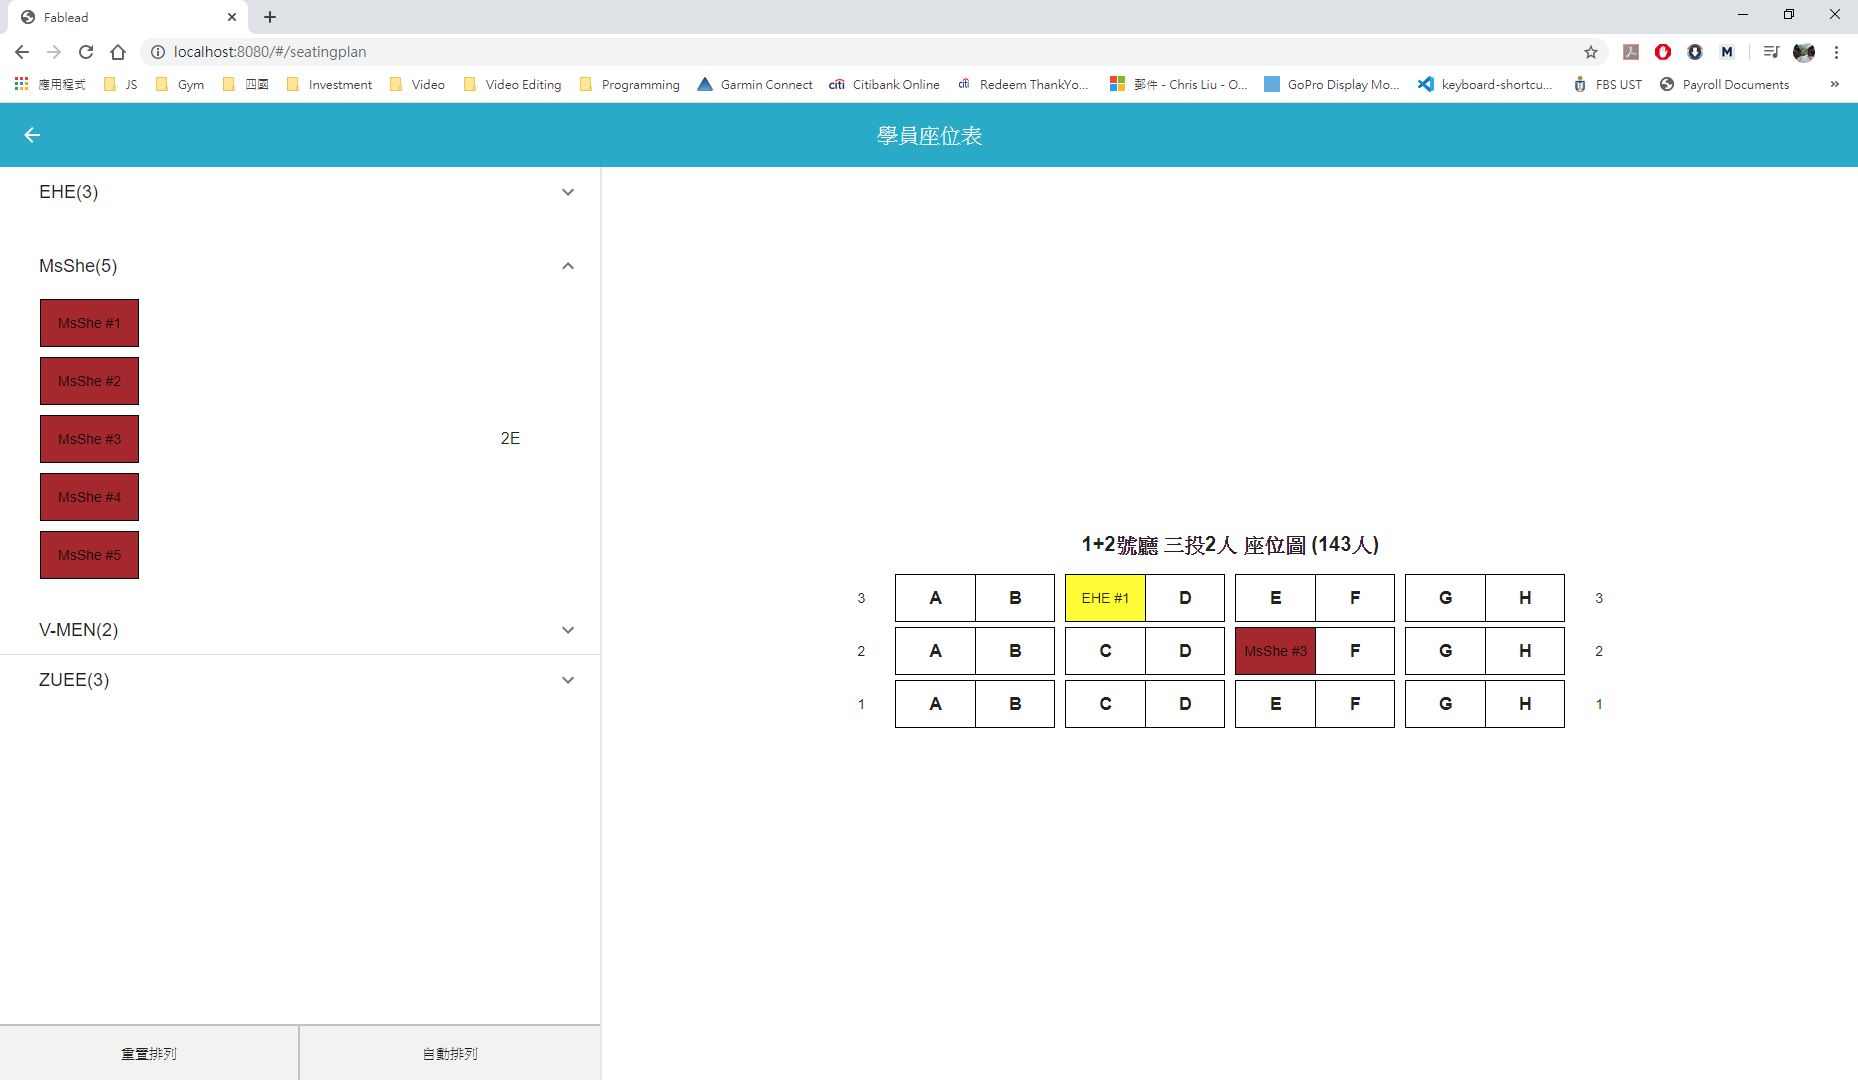 Fablead
localhost:8080/#/seatingplan
應用程式 JS Gym 四國 Investment Video Video Editing Programming Garmin Connect citi Citibank Online citi Redeem ThankYo... 郵件 - Chris Liu - O... GoPro Display Mo... keyboard-shortcu... FBS UST Payroll Documents »
學員座位表
EHE(3)
MsShe(5)
MsShe #1
MsShe #2
MsShe #3 2E
MsShe #4
MsShe #5
V-MEN(2)
ZUEE(3)
重置排列 自動排列
1+2號廳 三投2人 座位圖 (143人)
3 A B EHE #1 D E F G H 3
2 A B C D MsShe #3 F G H 2
1 A B C D E F G H 1